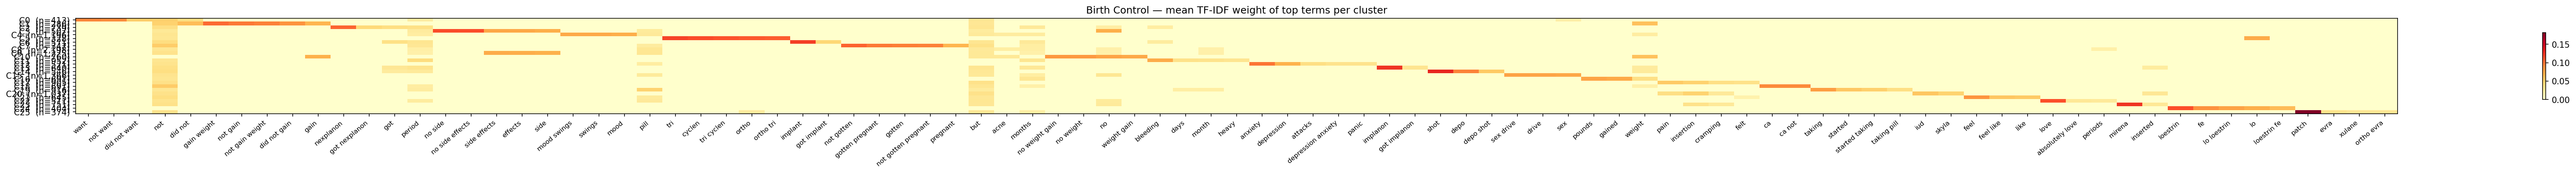 Birth Control — mean TF-IDF weight of top terms per cluster
C0 (n=413)
C25 (n=374)
0.15
0.10
0.05
0.00
want
not want
did not want
not
did not
gain weight
not gain
not gain weight
did not gain
gain
nexplanon
got nexplanon
got
period
no side
no side effects
side effects
effects
side
mood swings
swings
mood
pill
tri
cyclen
tri cyclen
ortho
ortho tri
implant
got implant
not gotten
gotten pregnant
gotten
not gotten pregnant
pregnant
but
acne
months
no weight gain
no weight
no
weight gain
bleeding
days
month
heavy
anxiety
depression
attacks
depression anxiety
panic
implanon
got implanon
shot
depo
depo shot
sex drive
drive
sex
pounds
gained
weight
pain
insertion
cramping
felt
ca
ca not
taking
started
started taking
taking pill
iud
skyla
feel
feel like
like
love
absolutely love
periods
mirena
inserted
loestrin
fe
lo loestrin
lo
loestrin fe
patch
evra
xulane
ortho evra